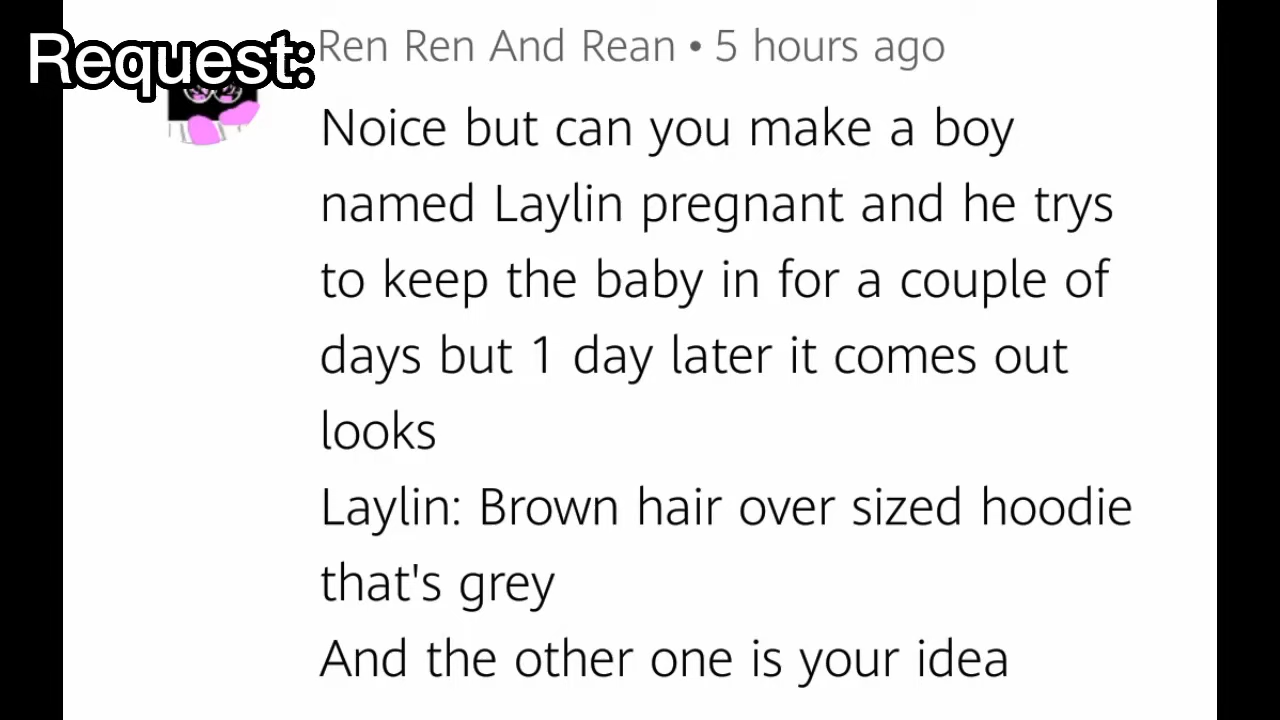 Request:
Ren Ren And Rean • 5 hours ago
Noice but can you make a boy
named Laylin pregnant and he trys
to keep the baby in for a couple of
days but 1 day later it comes out
looks
Laylin: Brown hair over sized hoodie
that's grey
And the other one is your idea